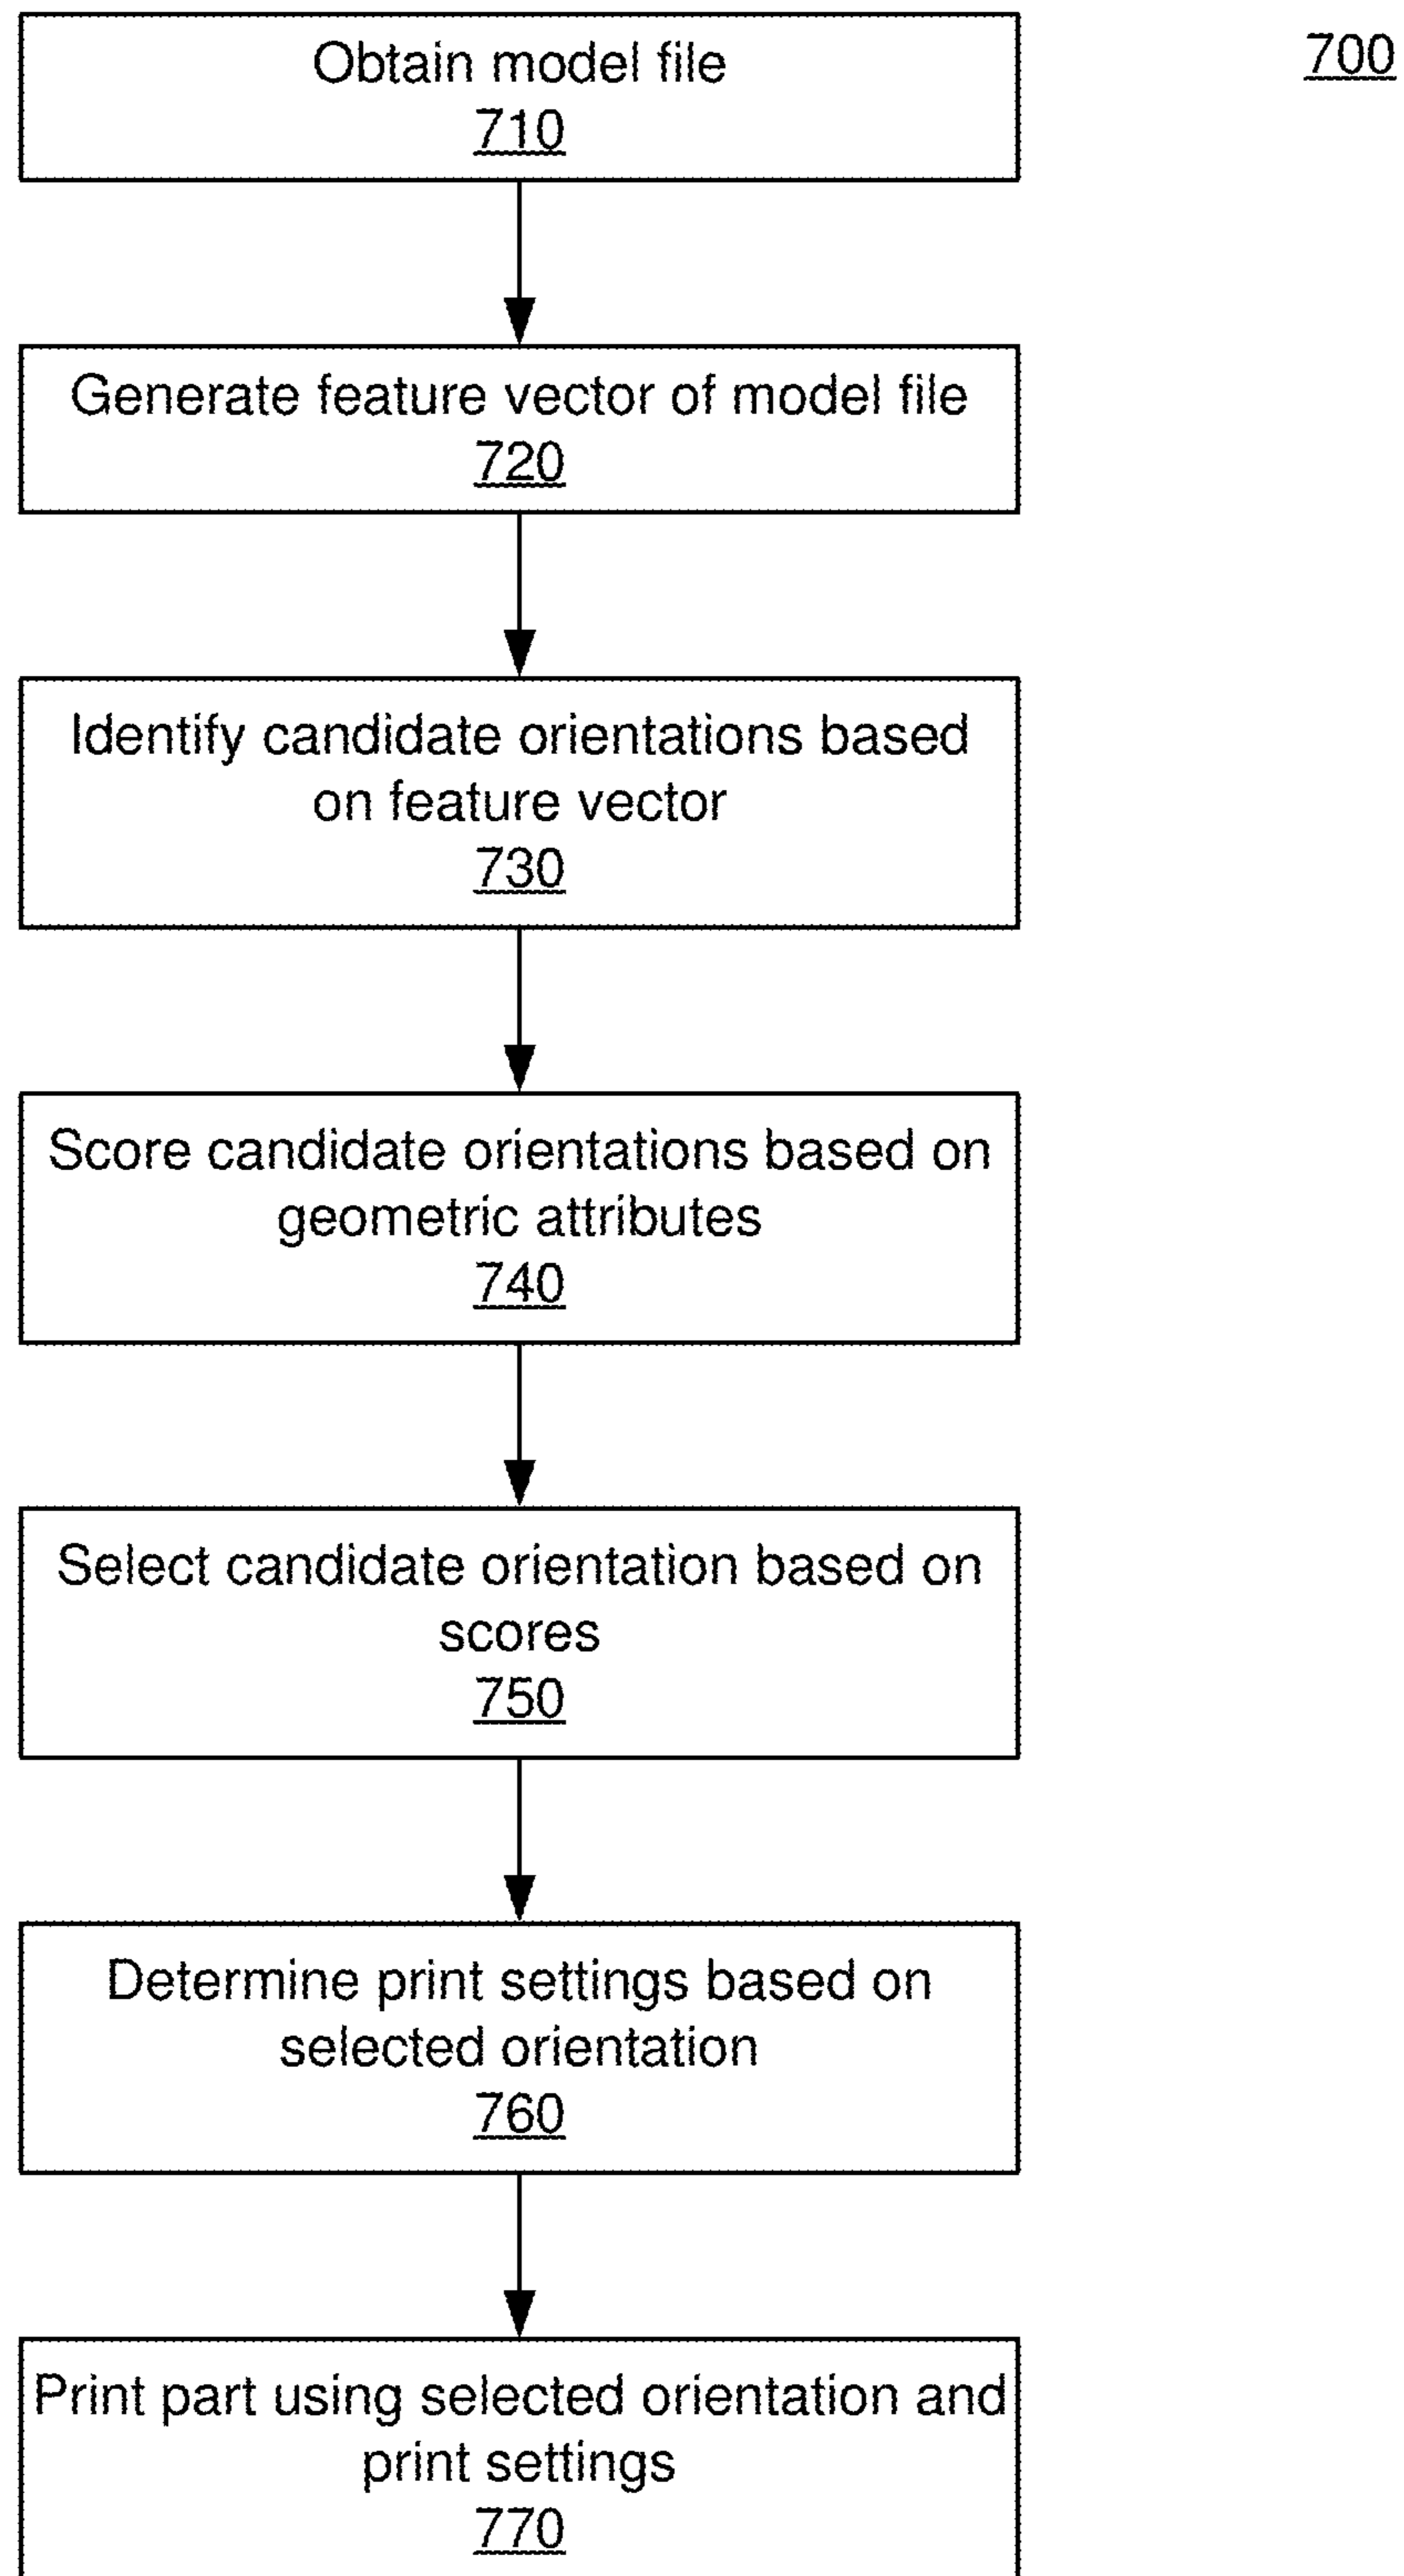 Obtain model file
710
700
Generate feature vector of model file
720
Identify candidate orientations based
on feature vector
730
Score candidate orientations based on
geometric attributes
740
Select candidate orientation based on
scores
750
Determine print settings based on
selected orientation
760
Print part using selected orientation and
print settings
770